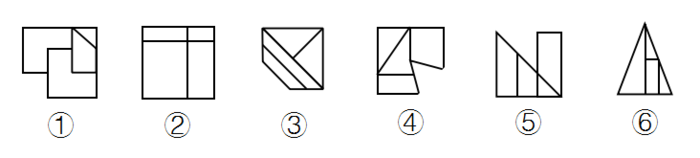 ① ② ③ ④ ⑤ ⑥